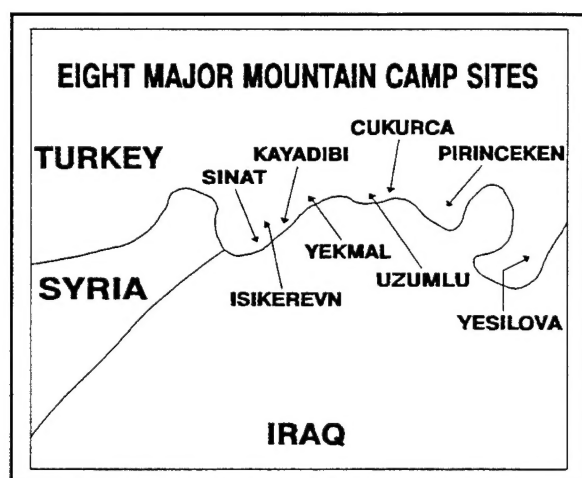 EIGHT MAJOR MOUNTAIN CAMP SITES
CUKURCA
TURKEY
KAYADIBI
PIRINCEKEN
SINAT
YEKMAL
UZUMLU
SYRIA
ISIKEREVN
YESILOVA
IRAQ